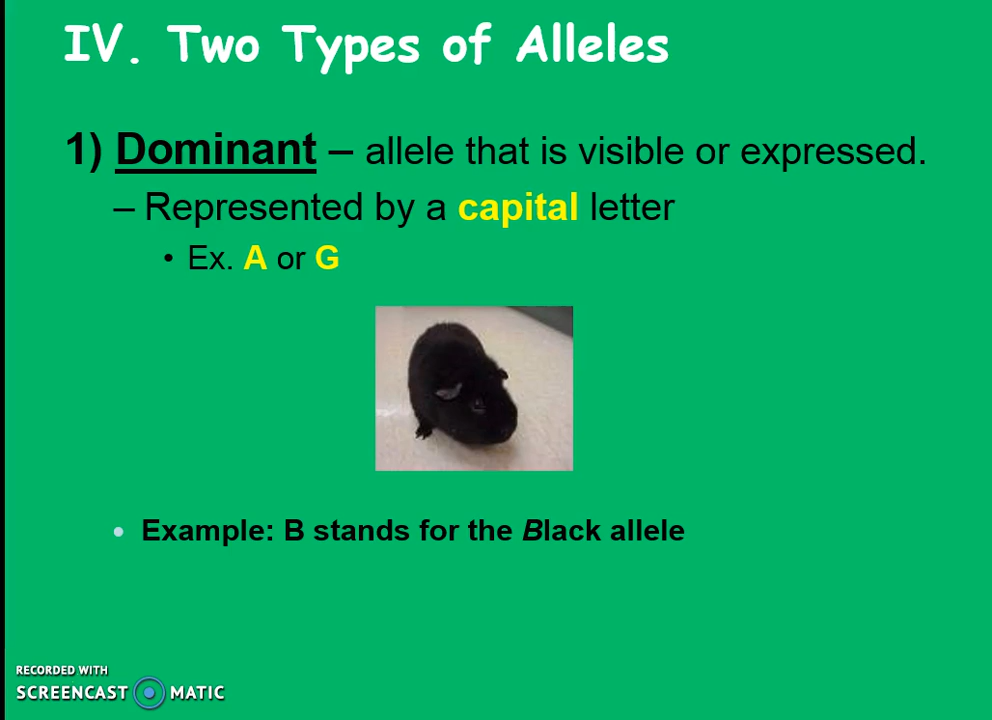 IV. Two Types of Alleles
1) Dominant – allele that is visible or expressed.
– Represented by a capital letter
• Ex. A or G
• Example: B stands for the Black allele
RECORDED WITH
SCREENCAST MATIC